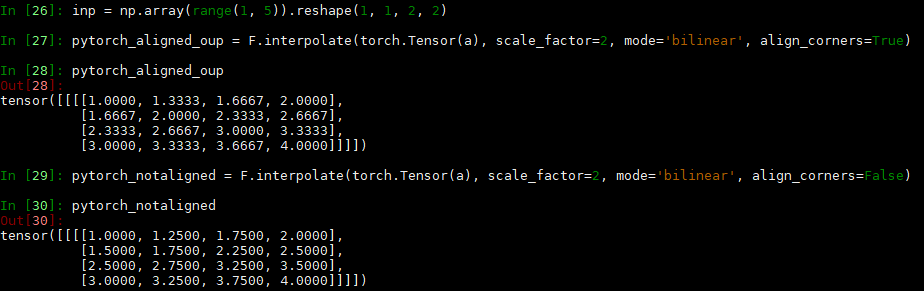 In [26]: inp = np.array(range(1, 5)).reshape(1, 1, 2, 2)
In [27]: pytorch_aligned_oup = F.interpolate(torch.Tensor(a), scale_factor=2, mode='bilinear', align_corners=True)
In [28]: pytorch_aligned_oup
Out[28]:
tensor([[[[1.0000, 1.3333, 1.6667, 2.0000],
[1.6667, 2.0000, 2.3333, 2.6667],
[2.3333, 2.6667, 3.0000, 3.3333],
[3.0000, 3.3333, 3.6667, 4.0000]]]])
In [29]: pytorch_notaligned = F.interpolate(torch.Tensor(a), scale_factor=2, mode='bilinear', align_corners=False)
In [30]: pytorch_notaligned
Out[30]:
tensor([[[[1.0000, 1.2500, 1.7500, 2.0000],
[1.5000, 1.7500, 2.2500, 2.5000],
[2.5000, 2.7500, 3.2500, 3.5000],
[3.0000, 3.2500, 3.7500, 4.0000]]]])